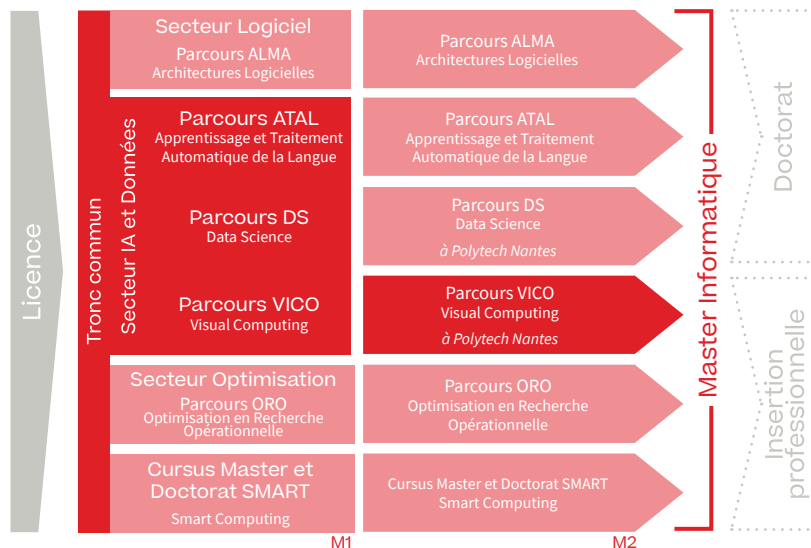 Licence
Tronc commun
Secteur Logiciel
Parcours ALMA
Architectures Logicielles
Secteur IA et Données
Parcours ATAL
Apprentissage et Traitement
Automatique de la Langue
Parcours DS
Data Science
Parcours VICO
Visual Computing
Secteur Optimisation
Parcours ORO
Optimisation en Recherche
Opérationnelle
Cursus Master et
Doctorat SMART
Smart Computing
M1
Parcours ALMA
Architectures Logicielles
Parcours ATAL
Apprentissage et Traitement
Automatique de la Langue
Parcours DS
Data Science
à Polytech Nantes
Parcours VICO
Visual Computing
à Polytech Nantes
Parcours ORO
Optimisation en Recherche
Opérationnelle
Cursus Master et Doctorat SMART
Smart Computing
M2
Master Informatique
Doctorat
Insertion
professionnelle